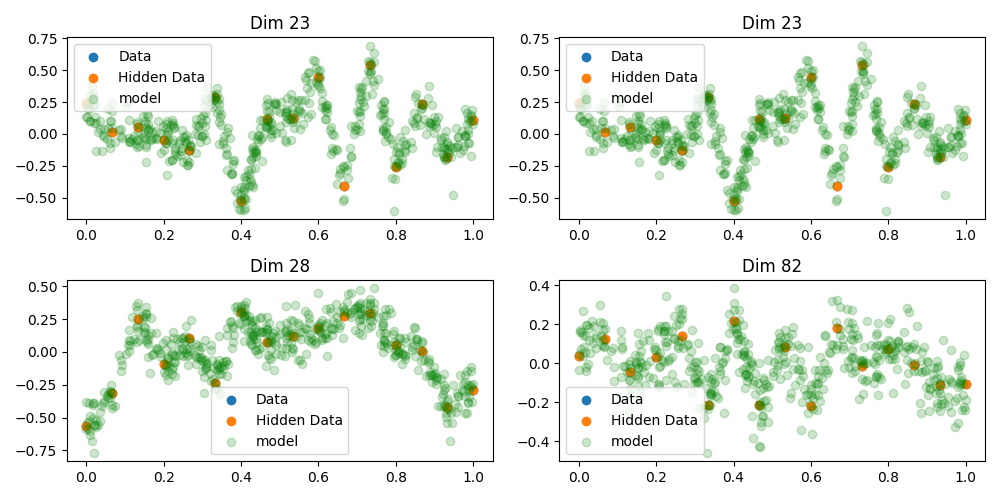 Dim 23
0.75
0.50
0.25
0.00
−0.25
−0.50
Data
Hidden Data
model
0.0 0.2 0.4 0.6 0.8 1.0
Dim 23
0.75
0.50
0.25
0.00
−0.25
−0.50
Data
Hidden Data
model
0.0 0.2 0.4 0.6 0.8 1.0
Dim 28
0.50
0.25
0.00
−0.25
−0.50
−0.75
Data
Hidden Data
model
0.0 0.2 0.4 0.6 0.8 1.0
Dim 82
0.4
0.2
0.0
−0.2
−0.4
Data
Hidden Data
model
0.0 0.2 0.4 0.6 0.8 1.0